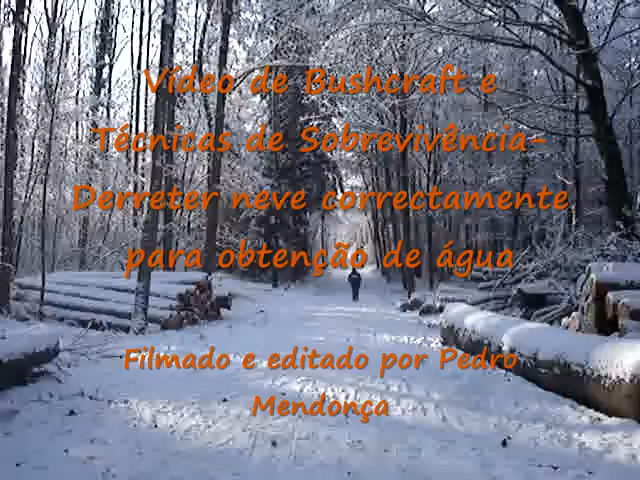 Vídeo de Bushcraft e
Técnicas de Sobrevivência-
Derreter neve correctamente
para obtenção de água
Filmado e editado por Pedro
Mendonça